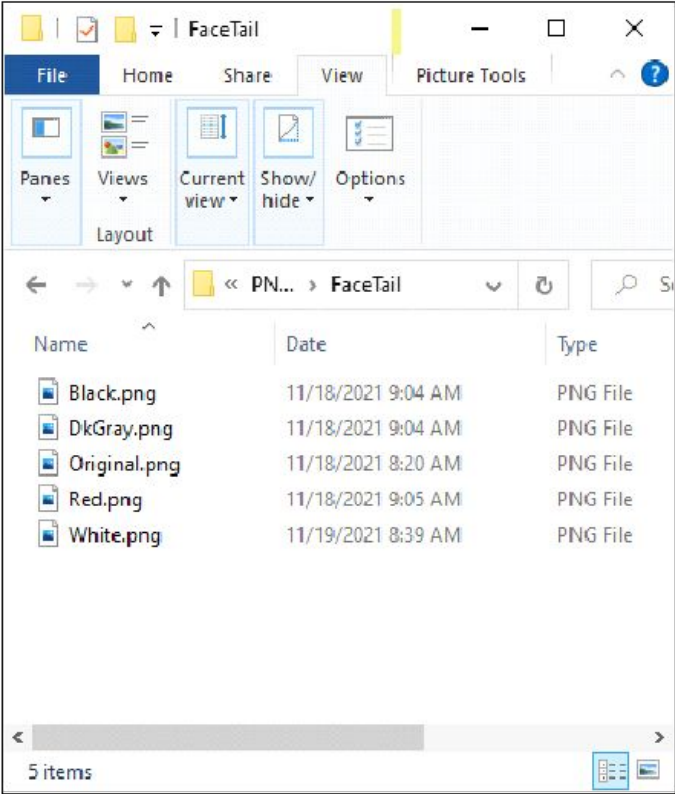 FaceTail
File Home Share View Picture Tools
Panes Views Current view Show/ hide Options
Layout
« PN... › FaceTail
Name Date Type
Black.png 11/18/2021 9:04 AM PNG File
DkGray.png 11/18/2021 9:04 AM PNG File
Original.png 11/18/2021 8:20 AM PNG File
Red.png 11/18/2021 9:05 AM PNG File
White.png 11/19/2021 8:39 AM PNG File
5 items